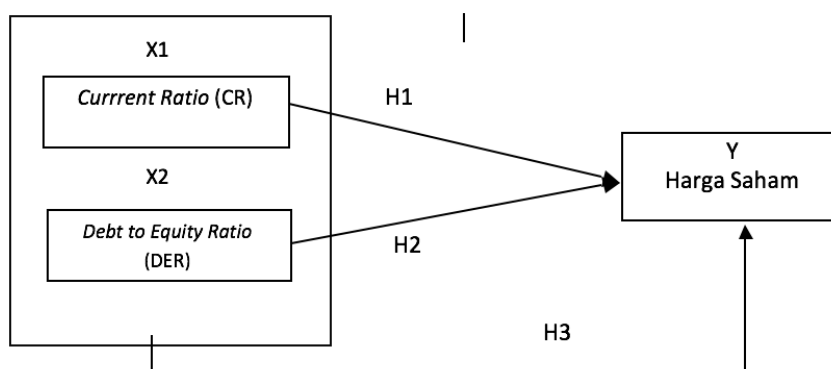 X1
Currrent Ratio (CR)
H1
Y
Harga Saham
X2
Debt to Equity Ratio
(DER)
H2
H3